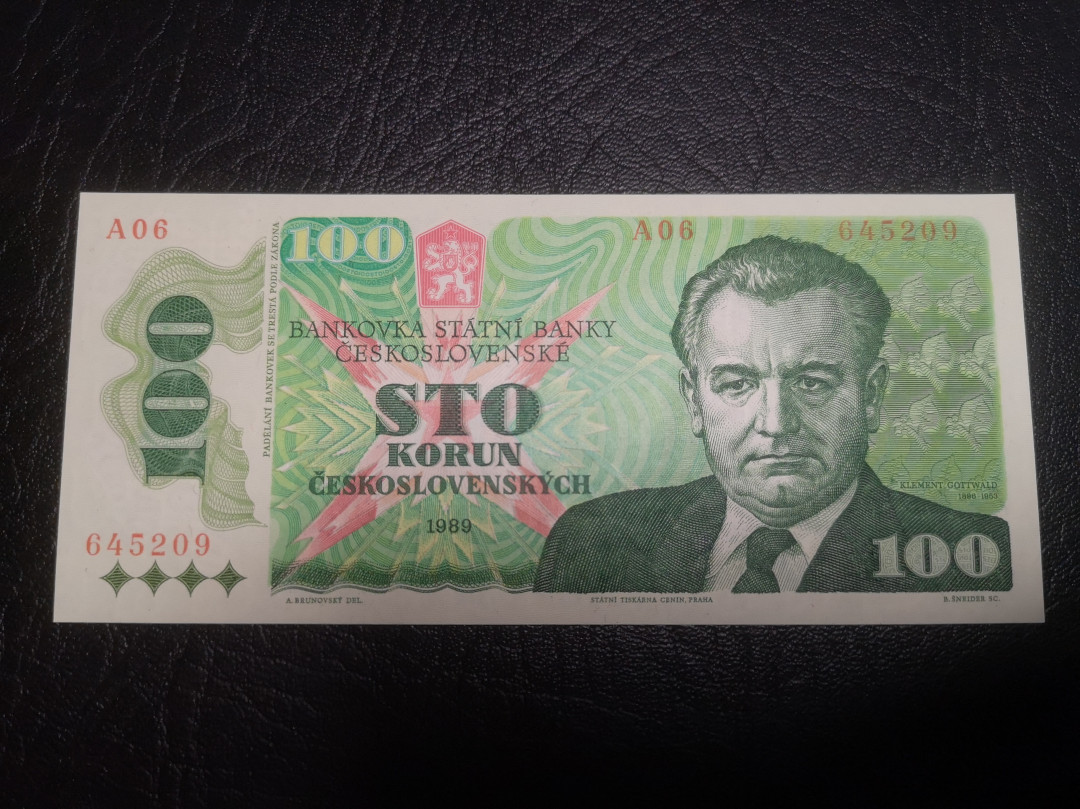 A06
100
A06
645209
PADĚLÁNÍ BANKOVEK SE TRESTÁ PODLE ZÁKONA
100
BANKOVKA STÁTNÍ BANKY
ČESKOSLOVENSKÉ
STO
KORUN
ČESKOSLOVENSKÝCH
1989
KLEMENT GOTTWALD
1896-1953
100
645209
A. BRUNOVSKÝ DEL.
STÁTNÍ TISKÁRNA CENIN, PRAHA
B. ŠNEIDER SC.